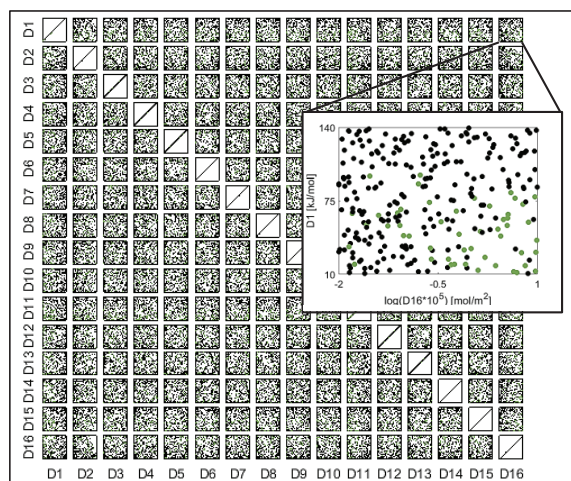 D1
D2
D3
D4
D5
D6
D7
D8
D9
D10
D11
D12
D13
D14
D15
D16
140
75
10
D1 [kJ/mol]
-2
-0.5
1
log(D16*10⁵) [mol/m²]
D1 D2 D3 D4 D5 D6 D7 D8 D9 D10 D11 D12 D13 D14 D15 D16